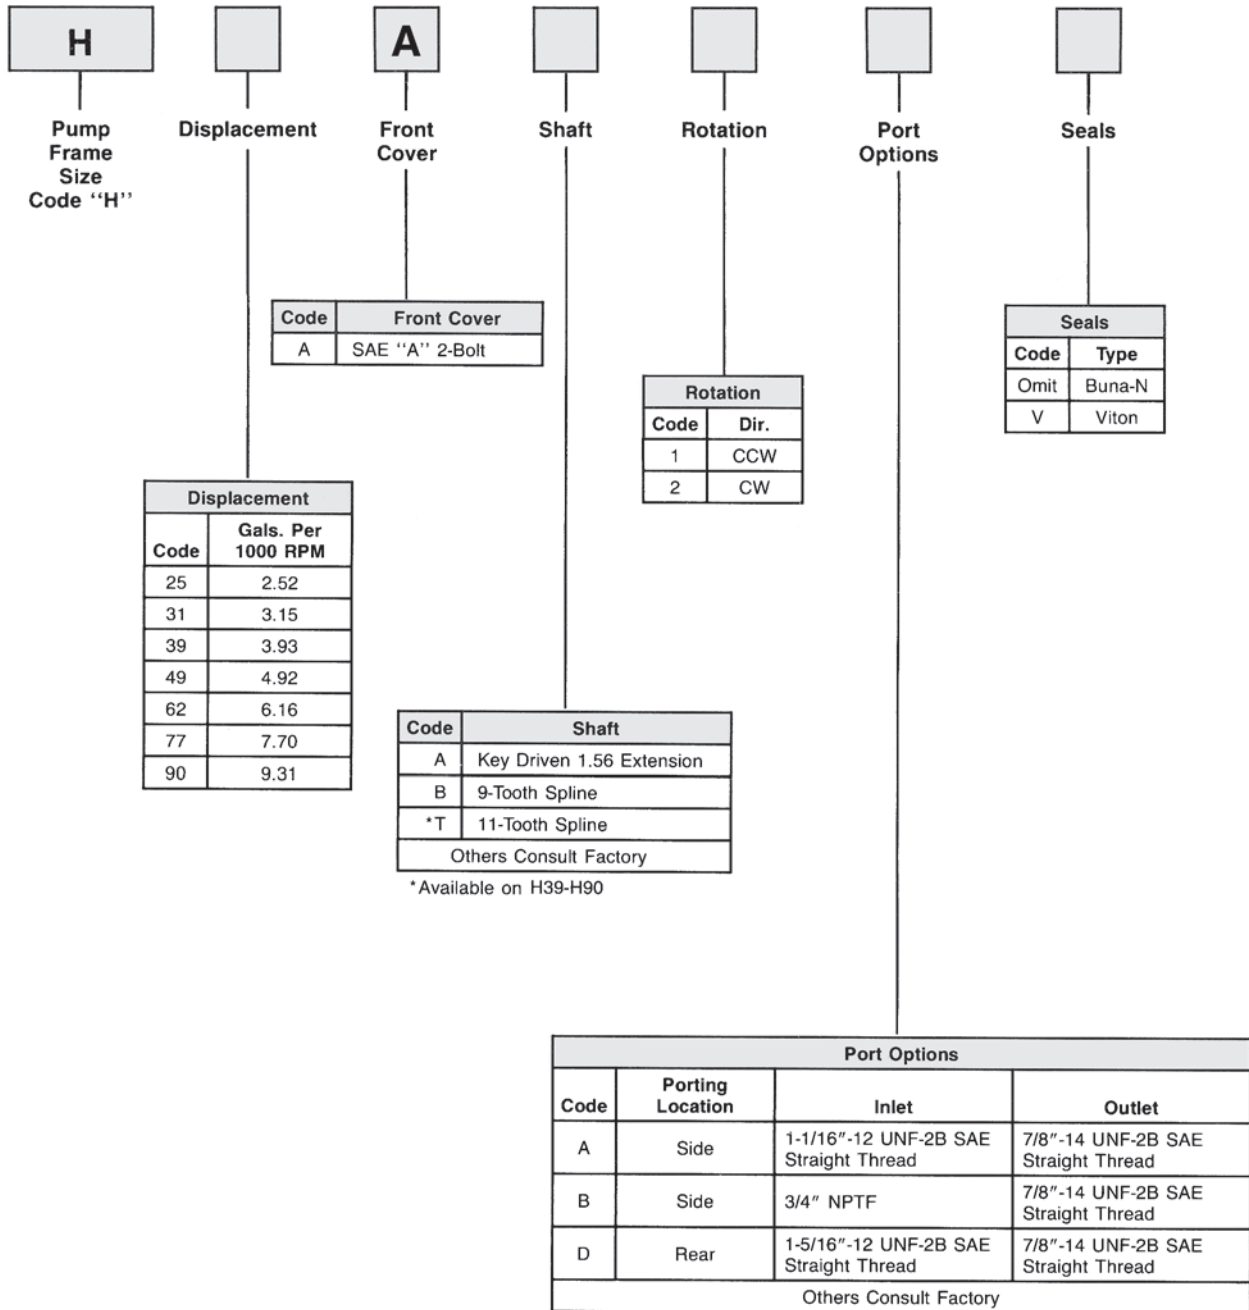 H A
Pump
Frame
Size
Code ‘‘H’’
Displacement
Front
Cover
Shaft
Rotation
Port
Options
Seals
Code Front Cover
A SAE ‘‘A’’ 2-Bolt
Seals
Code Type
Omit Buna-N
V Viton
Rotation
Code Dir.
1 CCW
2 CW
Displacement
Code Gals. Per
1000 RPM
25 2.52
31 3.15
39 3.93
49 4.92
62 6.16
77 7.70
90 9.31
Code Shaft
A Key Driven 1.56 Extension
B 9-Tooth Spline
*T 11-Tooth Spline
Others Consult Factory
*Available on H39-H90
Port Options
Code Porting
Location Inlet Outlet
A Side 1-1/16″-12 UNF-2B SAE
Straight Thread 7/8″-14 UNF-2B SAE
Straight Thread
B Side 3/4″ NPTF 7/8″-14 UNF-2B SAE
Straight Thread
D Rear 1-5/16″-12 UNF-2B SAE
Straight Thread 7/8″-14 UNF-2B SAE
Straight Thread
Others Consult Factory